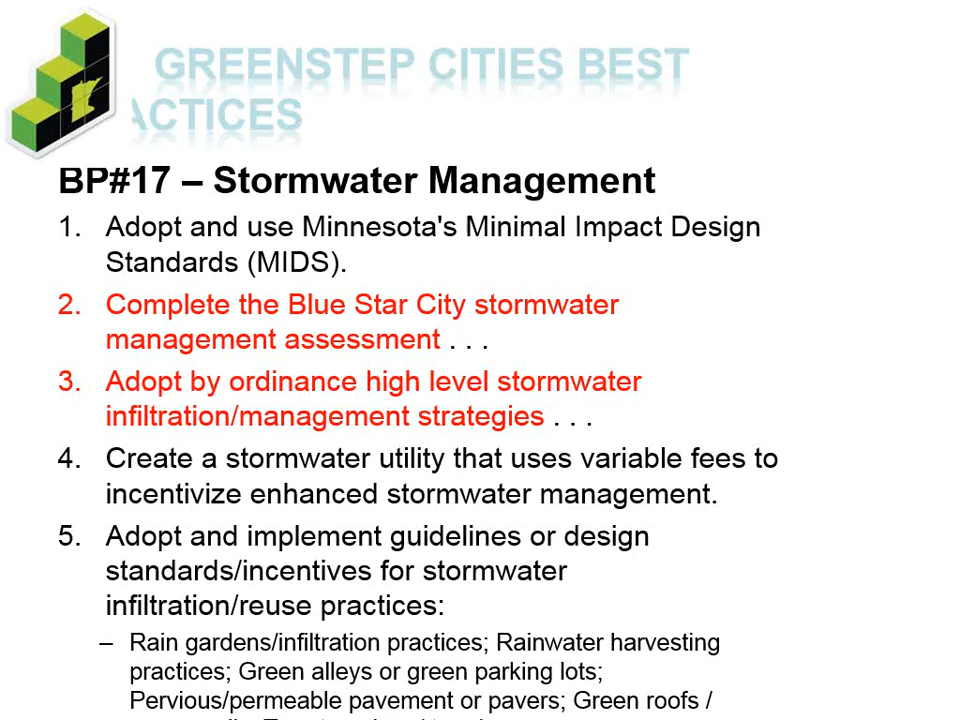 GREENSTEP CITIES BEST
ACTICES
BP#17 – Stormwater Management
1. Adopt and use Minnesota's Minimal Impact Design
Standards (MIDS).
2. Complete the Blue Star City stormwater
management assessment . . .
3. Adopt by ordinance high level stormwater
infiltration/management strategies . . .
4. Create a stormwater utility that uses variable fees to
incentivize enhanced stormwater management.
5. Adopt and implement guidelines or design
standards/incentives for stormwater
infiltration/reuse practices:
– Rain gardens/infiltration practices; Rainwater harvesting
practices; Green alleys or green parking lots;
Pervious/permeable pavement or pavers; Green roofs /